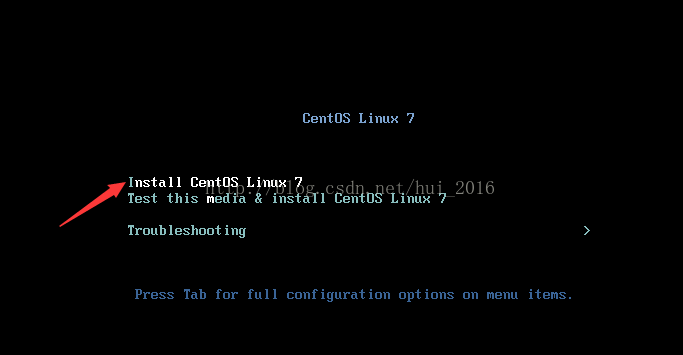 CentOS Linux 7
Install CentOS Linux 7
http://blog.csdn.net/hui_2016
Test this media & install CentOS Linux 7
Troubleshooting >
Press Tab for full configuration options on menu items.